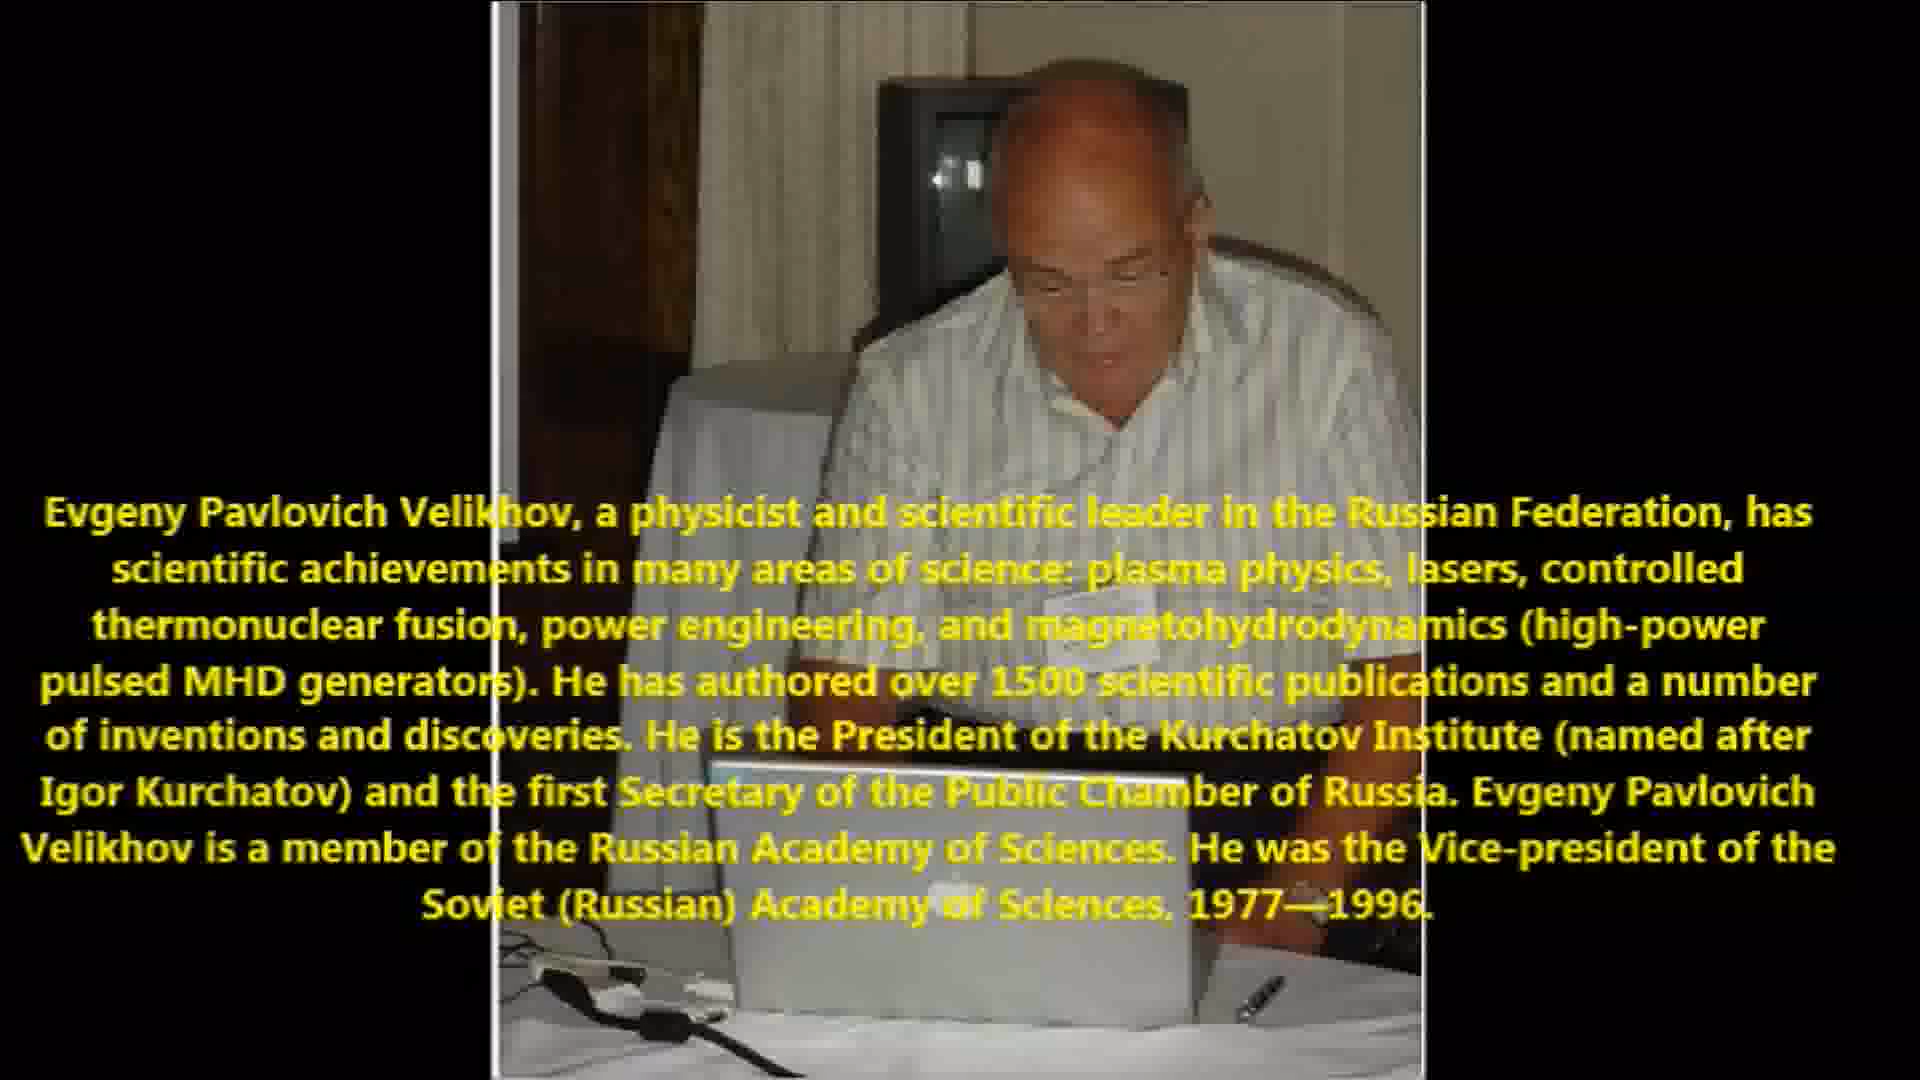 Evgeny Pavlovich Velikhov, a physicist and scientific leader in the Russian Federation, has
scientific achievements in many areas of science: plasma physics, lasers, controlled
thermonuclear fusion, power engineering, and magnetohydrodynamics (high-power
pulsed MHD generators). He has authored over 1500 scientific publications and a number
of inventions and discoveries. He is the President of the Kurchatov Institute (named after
Igor Kurchatov) and the first Secretary of the Public Chamber of Russia. Evgeny Pavlovich
Velikhov is a member of the Russian Academy of Sciences. He was the Vice-president of the
Soviet (Russian) Academy of Sciences, 1977—1996.